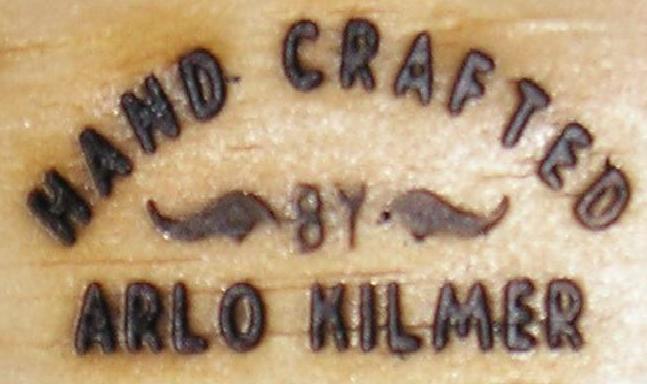 HAND CRAFTED
BY
ARLO KILMER